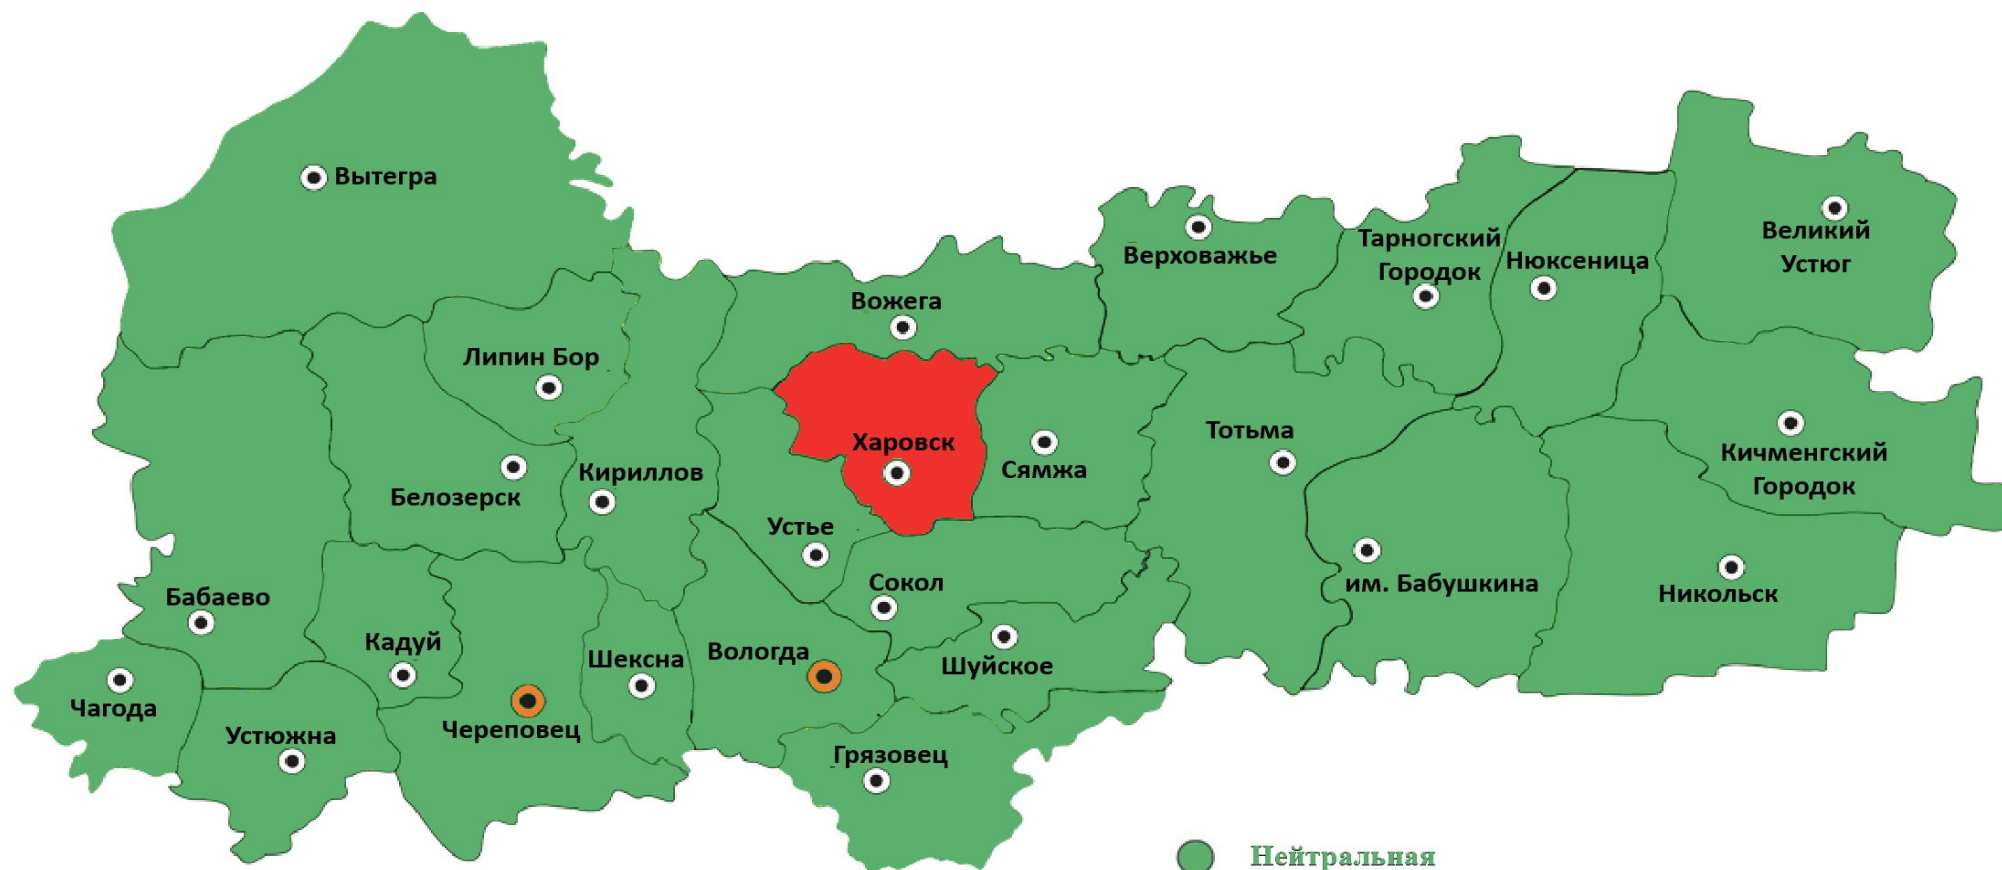 Вытегра
Великий
Устюг
Тарногский
Городок
Верховажье
Нюксеница
Вожега
Липин Бор
Тотьма
Харовск
Сямжа
Кичменгский
Городок
Кириллов
Белозерск
Устье
Сокол
им. Бабушкина
Никольск
Бабаево
Кадуй
Шексна
Вологда
Шуйское
Чагода
Череповец
Устюжна
Грязовец
Нейтральная